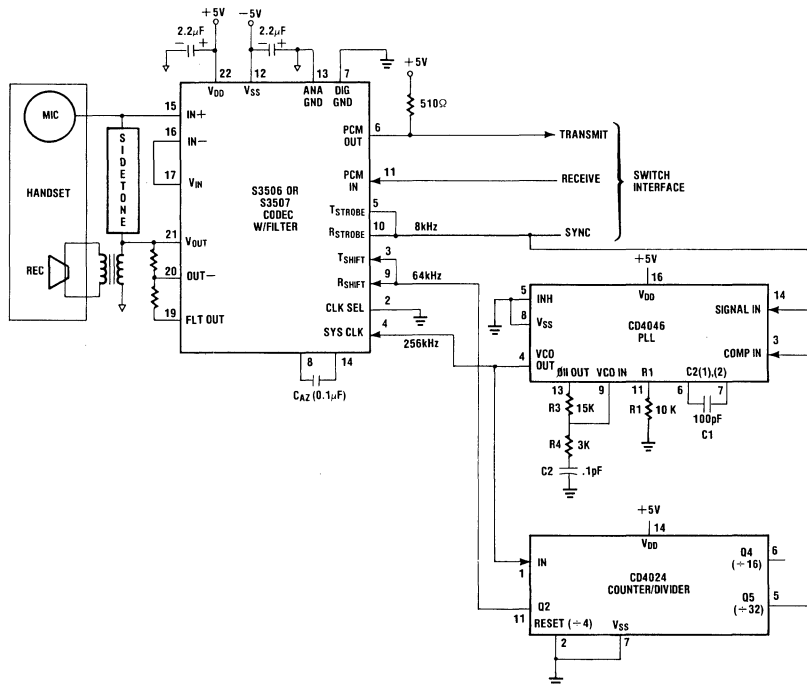 +5V
−5V
2.2µF
2.2µF
− +
− +
22
12
13
7
VDD
VSS
ANA GND
DIG GND
+5V
510Ω
HANDSET
MIC
REC
SIDETONE
15
IN+
16
IN−
17
VIN
21
VOUT
20
OUT−
19
FLT OUT
S3506 OR
S3507
CODEC
W/FILTER
PCM OUT
6
PCM IN
11
TSTROBE
5
RSTROBE
10
8kHz
TSHIFT
3
RSHIFT
9
64kHz
CLK SEL
2
SYS CLK
4
256kHz
8
14
CAZ (0.1µF)
TRANSMIT
RECEIVE
SYNC
SWITCH
INTERFACE
+5V
16
VDD
5
INH
8
VSS
4
VCO OUT
CD4046
PLL
SIGNAL IN
14
COMP IN
3
ØII OUT
VCO IN
R1
C2(1),(2)
13
9
11
6
7
R3
15K
R1
10 K
100pF
C1
R4
3K
C2
.1pF
+5V
14
VDD
IN
1
CD4024
COUNTER/DIVIDER
Q4
(÷16)
6
Q5
(÷32)
5
Q2
11
RESET (÷4)
VSS
2
7